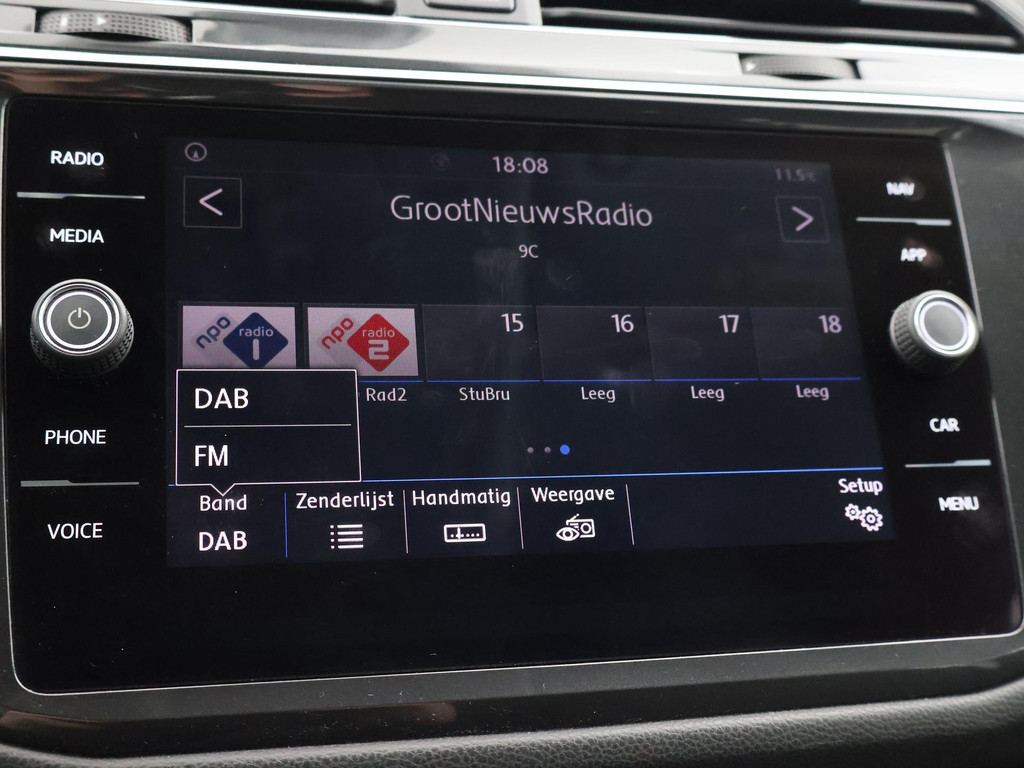 RADIO
MEDIA
PHONE
VOICE
18:08
11.5°C
<
GrootNieuwsRadio
>
9C
npo radio 1
npo radio 2
15
16
17
18
Rad2
StuBru
Leeg
Leeg
Leeg
DAB
FM
Band
DAB
Zenderlijst
Handmatig
Weergave
Setup
NAV
APP
CAR
MENU